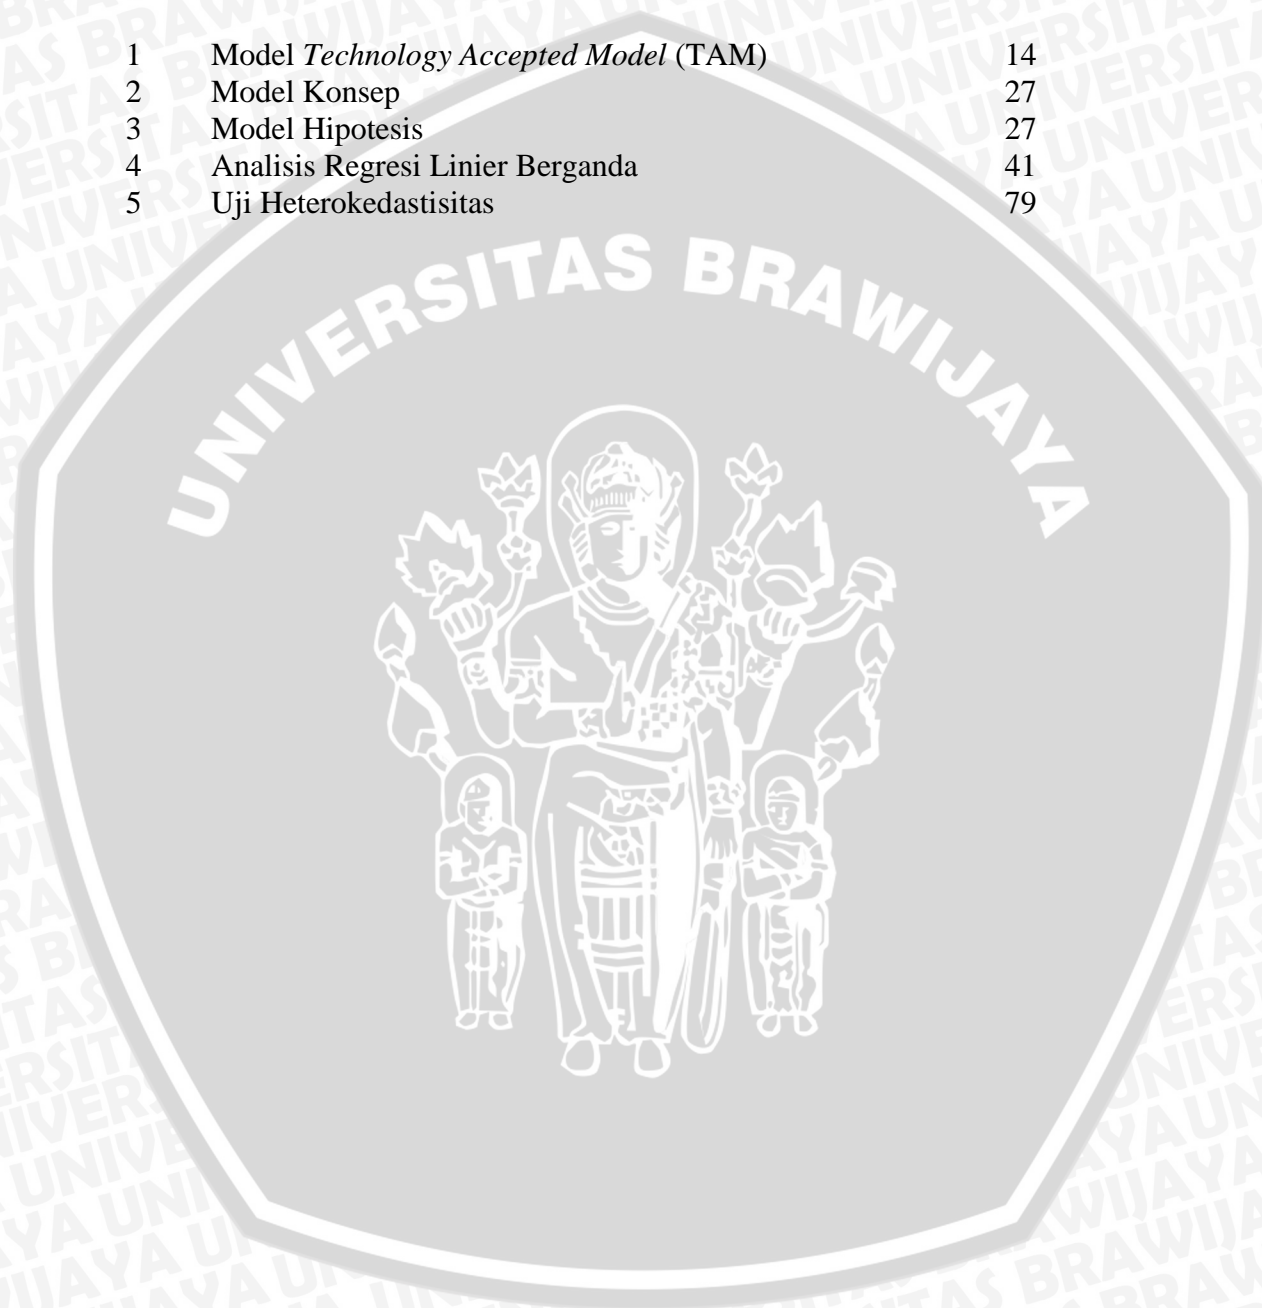 1 Model Technology Accepted Model (TAM) 14
2 Model Konsep 27
3 Model Hipotesis 27
4 Analisis Regresi Linier Berganda 41
5 Uji Heterokedastisitas 79
UNIVERSITAS BRAWIJAYA